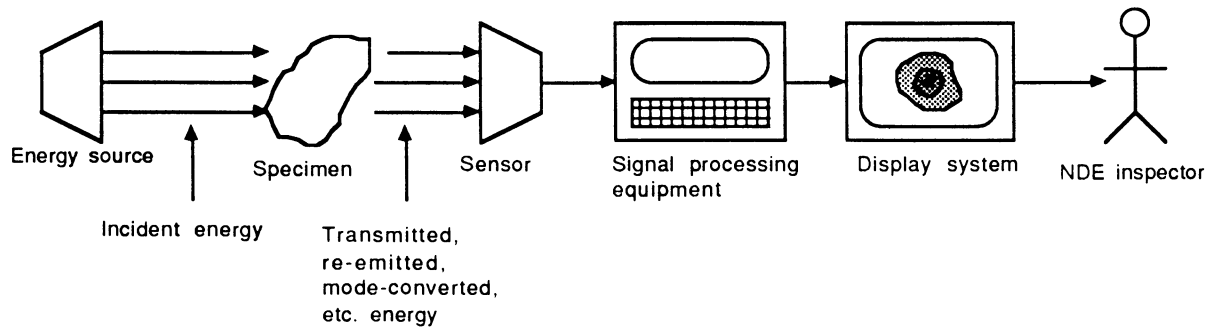 Energy source
Specimen
Sensor
Signal processing
equipment
Display system
NDE inspector
Incident energy
Transmitted,
re-emitted,
mode-converted,
etc. energy